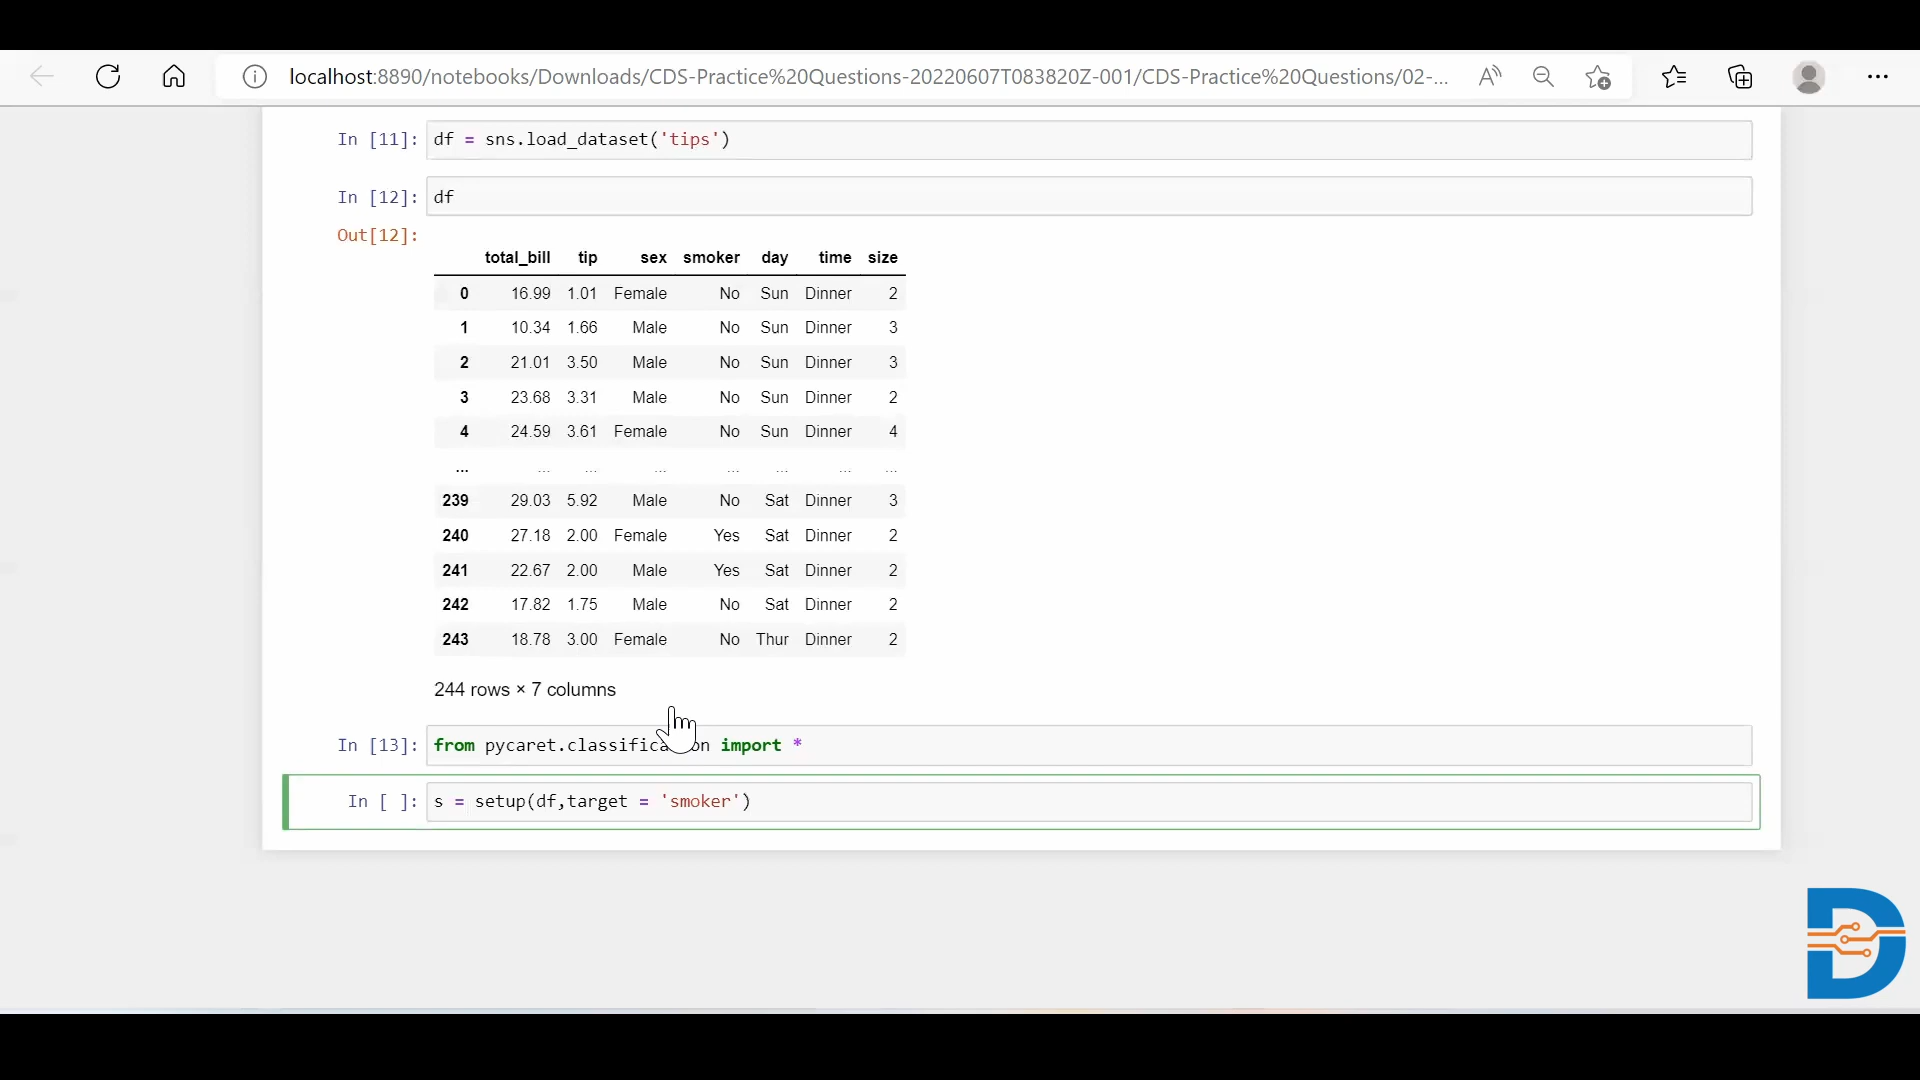 localhost:8890/notebooks/Downloads/CDS-Practice%20Questions-20220607T083820Z-001/CDS-Practice%20Questions/02-...
In [11]: df = sns.load_dataset('tips')
In [12]: df
Out[12]:
total_bill tip sex smoker day time size
0 16.99 1.01 Female No Sun Dinner 2
1 10.34 1.66 Male No Sun Dinner 3
2 21.01 3.50 Male No Sun Dinner 3
3 23.68 3.31 Male No Sun Dinner 2
4 24.59 3.61 Female No Sun Dinner 4
... ... ... ... ... ... ... ...
239 29.03 5.92 Male No Sat Dinner 3
240 27.18 2.00 Female Yes Sat Dinner 2
241 22.67 2.00 Male Yes Sat Dinner 2
242 17.82 1.75 Male No Sat Dinner 2
243 18.78 3.00 Female No Thur Dinner 2
244 rows × 7 columns
In [13]: from pycaret.classification import *
In [ ]: s = setup(df,target = 'smoker')
D